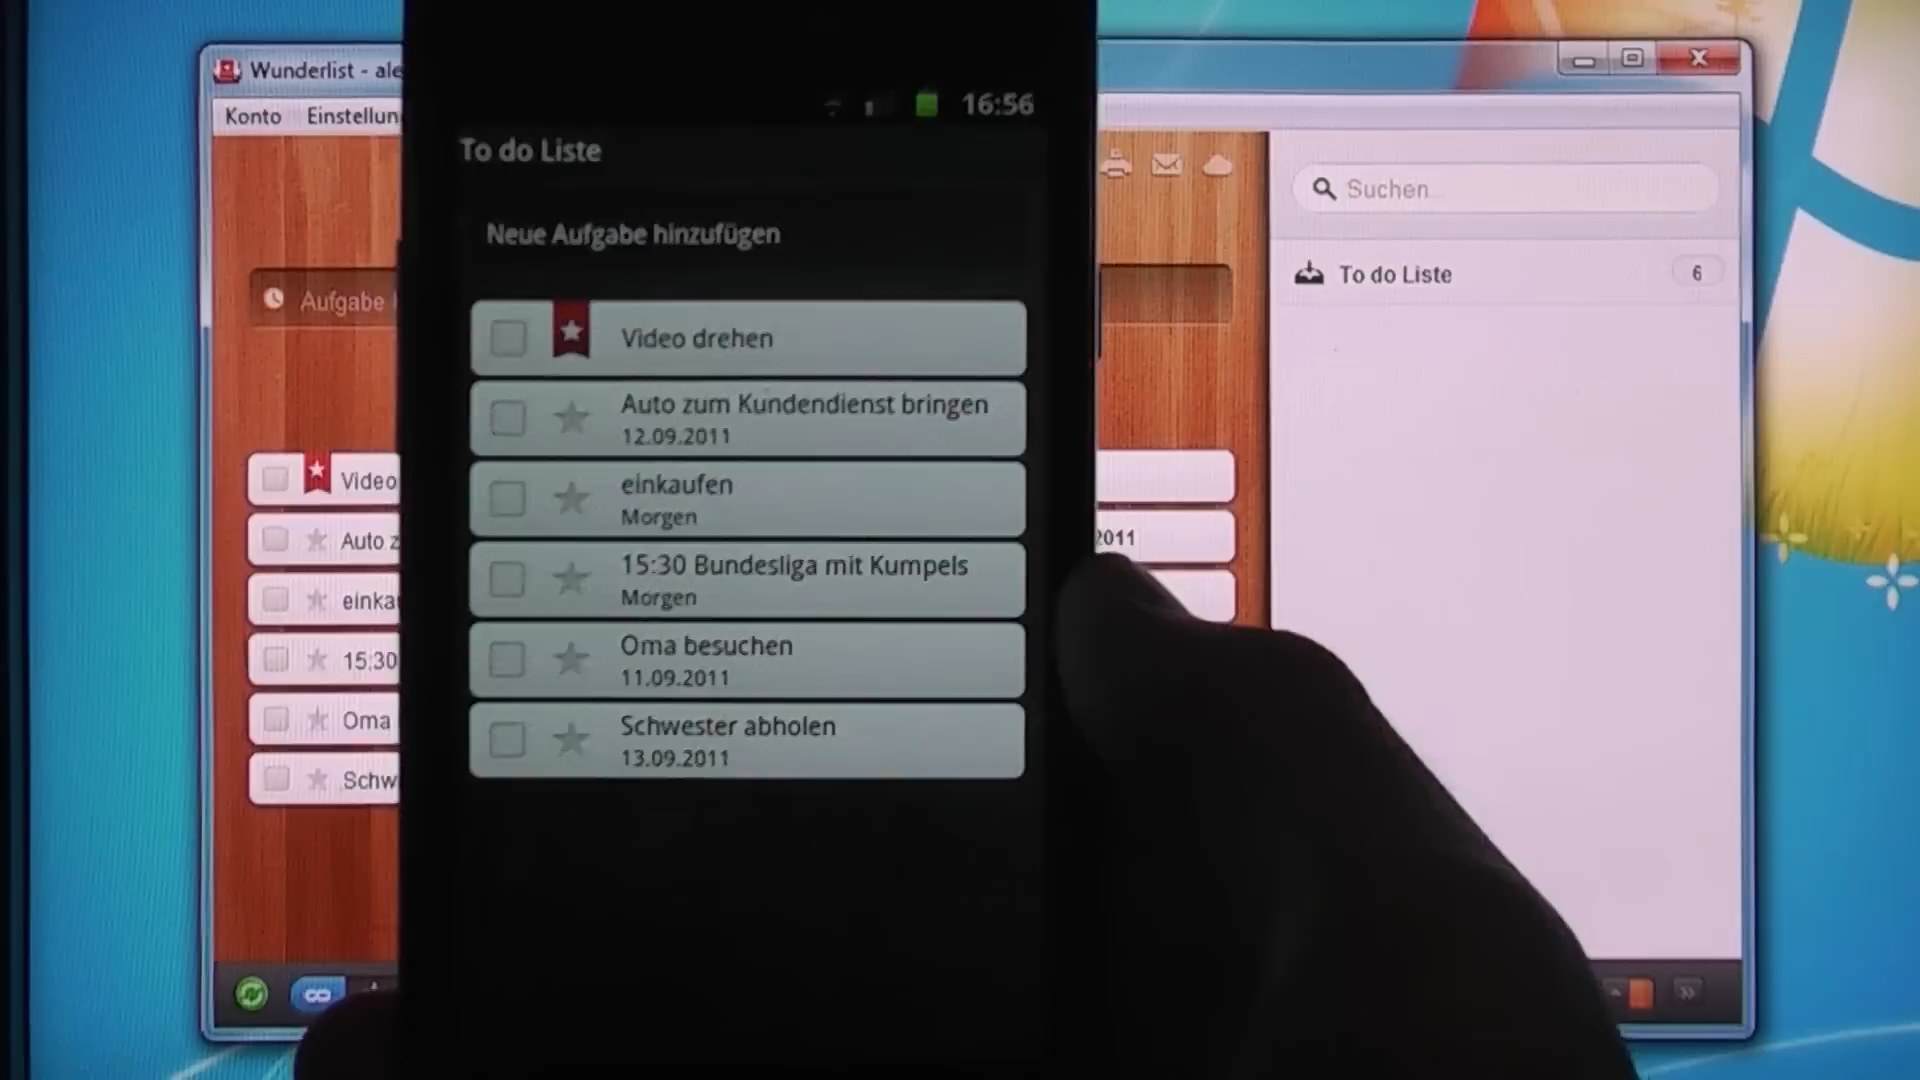 Wunderlist - ale
Konto Einstellun
Aufgabe
Video
Auto z
einka
15:30
Oma
Schw
16:56
To do Liste
Neue Aufgabe hinzufügen
Video drehen
Auto zum Kundendienst bringen
12.09.2011
einkaufen
Morgen
15:30 Bundesliga mit Kumpels
Morgen
Oma besuchen
11.09.2011
Schwester abholen
13.09.2011
2011
Suchen...
To do Liste 6